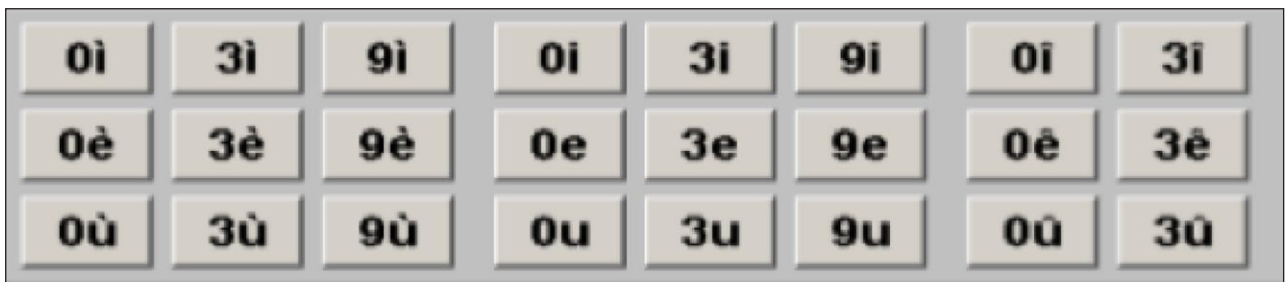 0ì 3ì 9ì 0i 3i 9i 0î 3î
0è 3è 9è 0e 3e 9e 0ê 3ê
0ù 3ù 9ù 0u 3u 9u 0û 3û